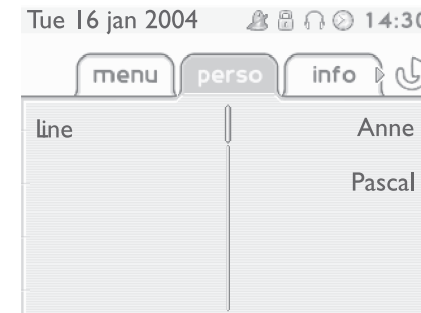 Tue 16 jan 2004 14:30
menu perso info
line Anne
Pascal